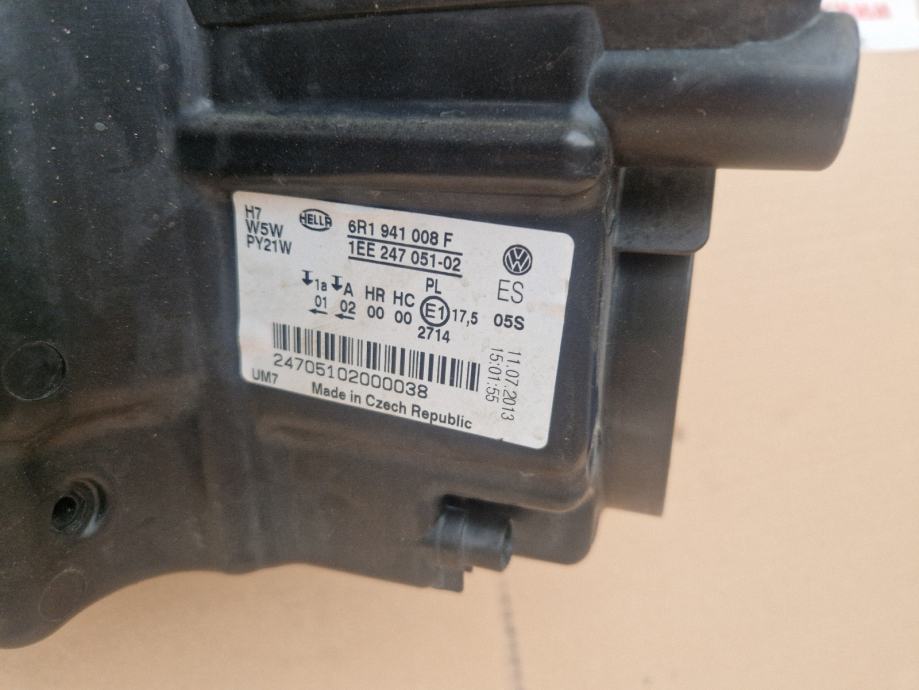 H7
W5W
PY21W
HELLA
6R1 941 008 F
1EE 247 051-02
PL
ES
1a A HR HC E1 17,5 05S
01 02 00 00
2714
24705102000038
UM7
Made in Czech Republic
11.07.2013
15:01:55